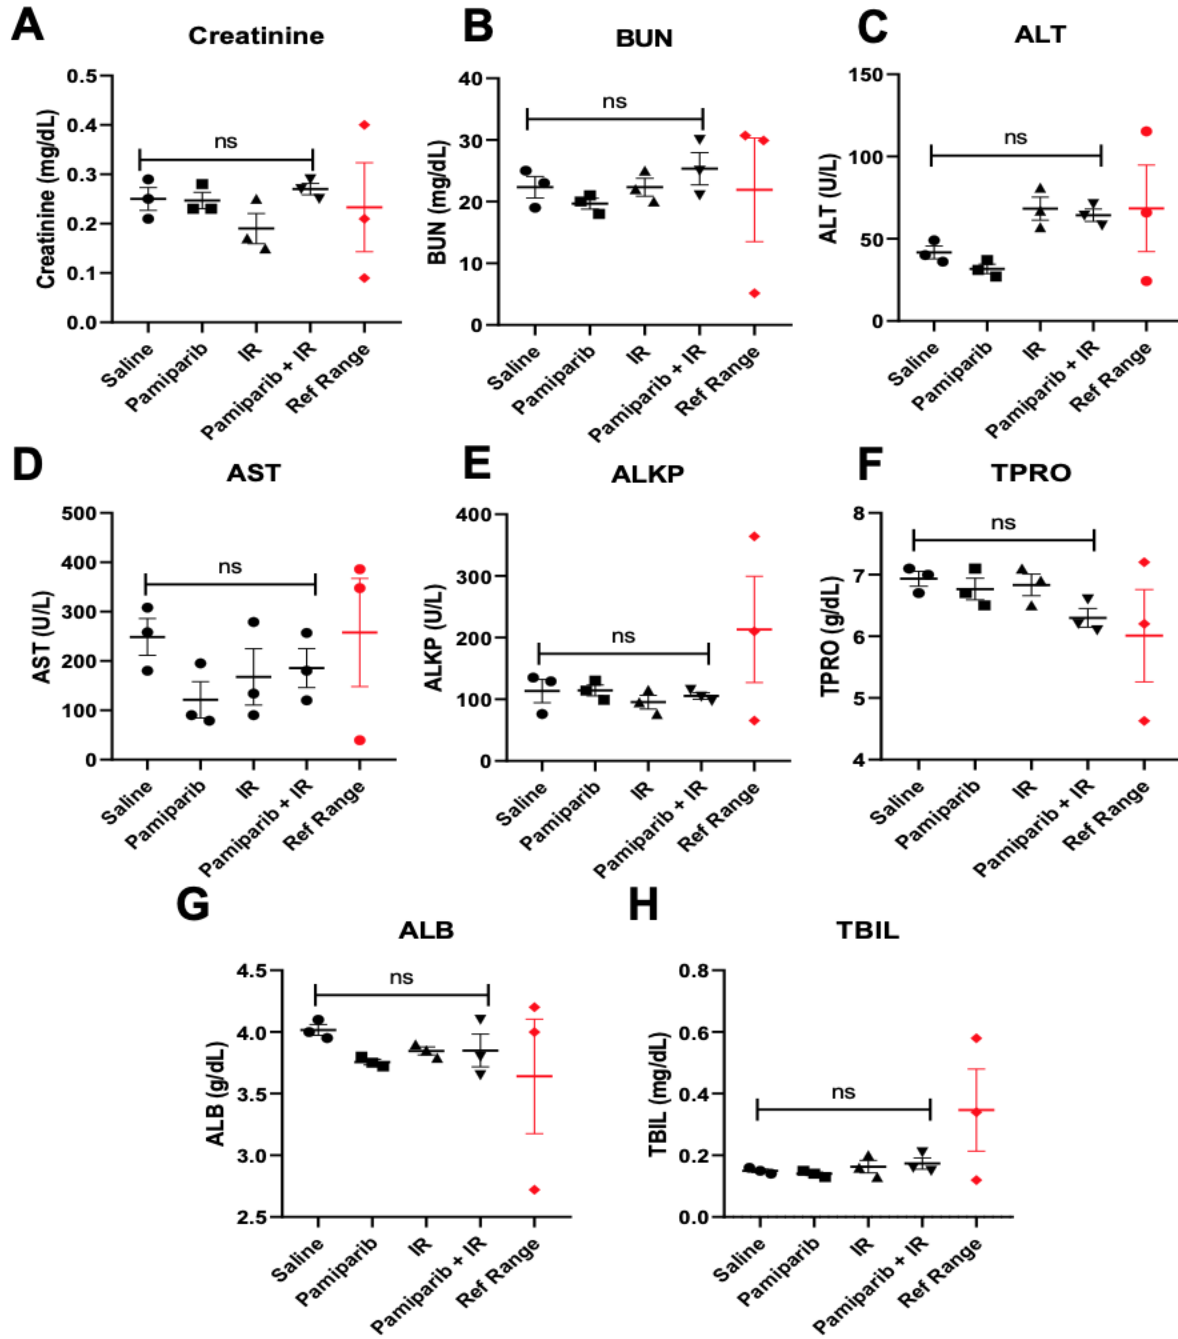 A
Creatinine
Creatinine (mg/dL)
0.5
0.4
0.3
0.2
0.1
0.0
ns
Saline
Pamiparib
IR
Pamiparib + IR
Ref Range
B
BUN
BUN (mg/dL)
40
30
20
10
0
ns
Saline
Pamiparib
IR
Pamiparib + IR
Ref Range
C
ALT
ALT (U/L)
150
100
50
0
ns
Saline
Pamiparib
IR
Pamiparib + IR
Ref Range
D
AST
AST (U/L)
500
400
300
200
100
0
ns
Saline
Pamiparib
IR
Pamiparib + IR
Ref Range
E
ALKP
ALKP (U/L)
400
300
200
100
0
ns
Saline
Pamiparib
IR
Pamiparib + IR
Ref Range
F
TPRO
TPRO (g/dL)
8
7
6
5
4
ns
Saline
Pamiparib
IR
Pamiparib + IR
Ref Range
G
ALB
ALB (g/dL)
4.5
4.0
3.5
3.0
2.5
ns
Saline
Pamiparib
IR
Pamiparib + IR
Ref Range
H
TBIL
TBIL (mg/dL)
0.8
0.6
0.4
0.2
0.0
ns
Saline
Pamiparib
IR
Pamiparib + IR
Ref Range